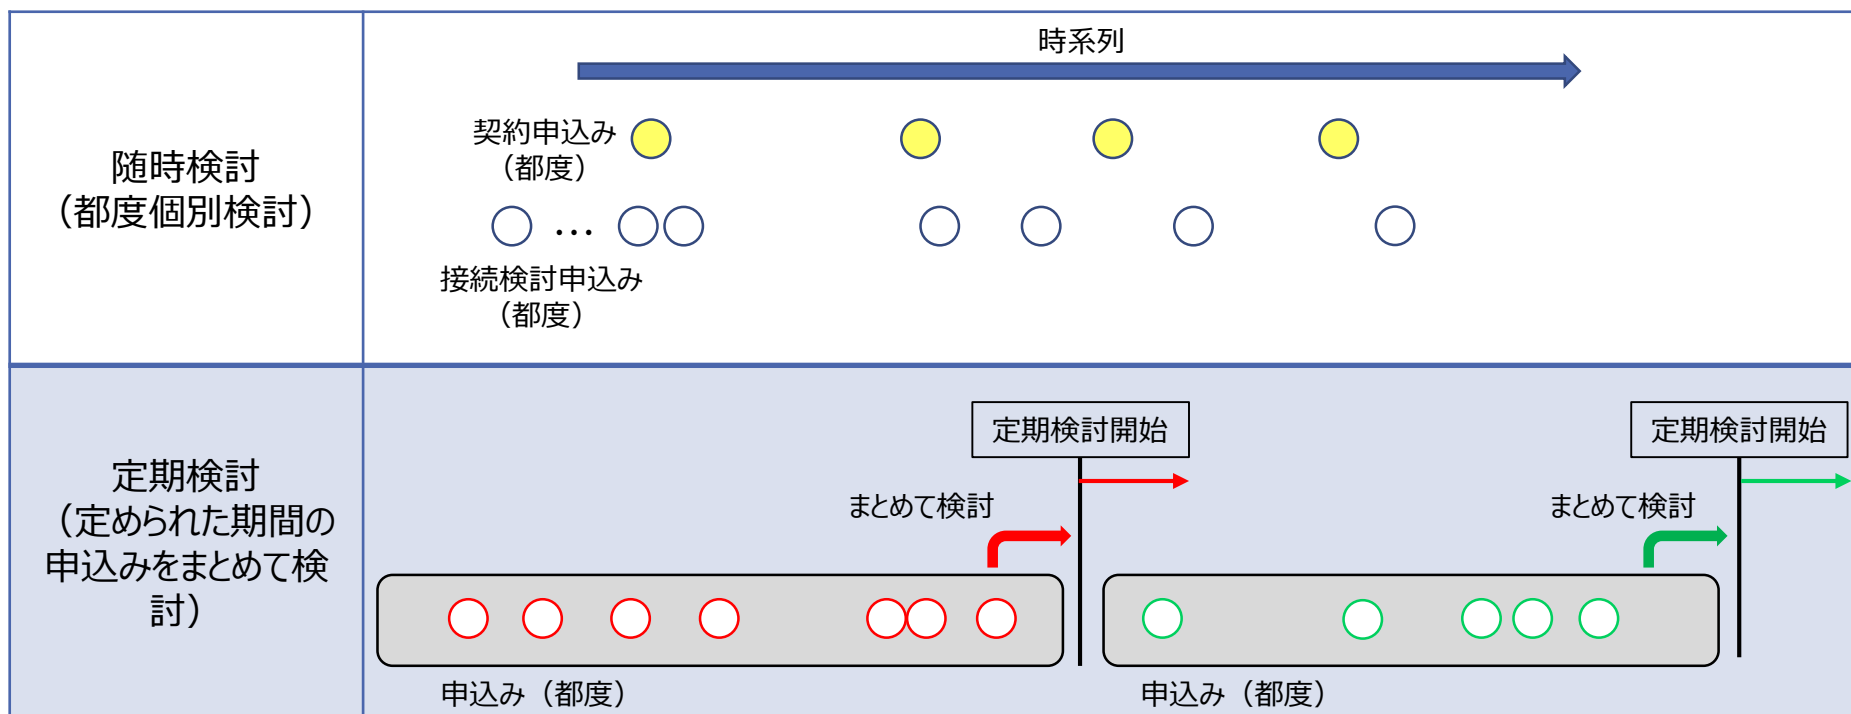 時系列
随時検討
（都度個別検討）
契約申込み
（都度）
…
接続検討申込み
（都度）
定期検討
（定められた期間の
申込みをまとめて検
討）
定期検討開始
まとめて検討
申込み（都度）
定期検討開始
まとめて検討
申込み（都度）